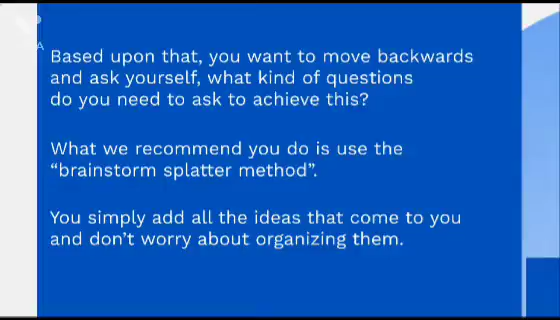 A
Based upon that, you want to move backwards
and ask yourself, what kind of questions
do you need to ask to achieve this?
What we recommend you do is use the
“brainstorm splatter method”.
You simply add all the ideas that come to you
and don’t worry about organizing them.